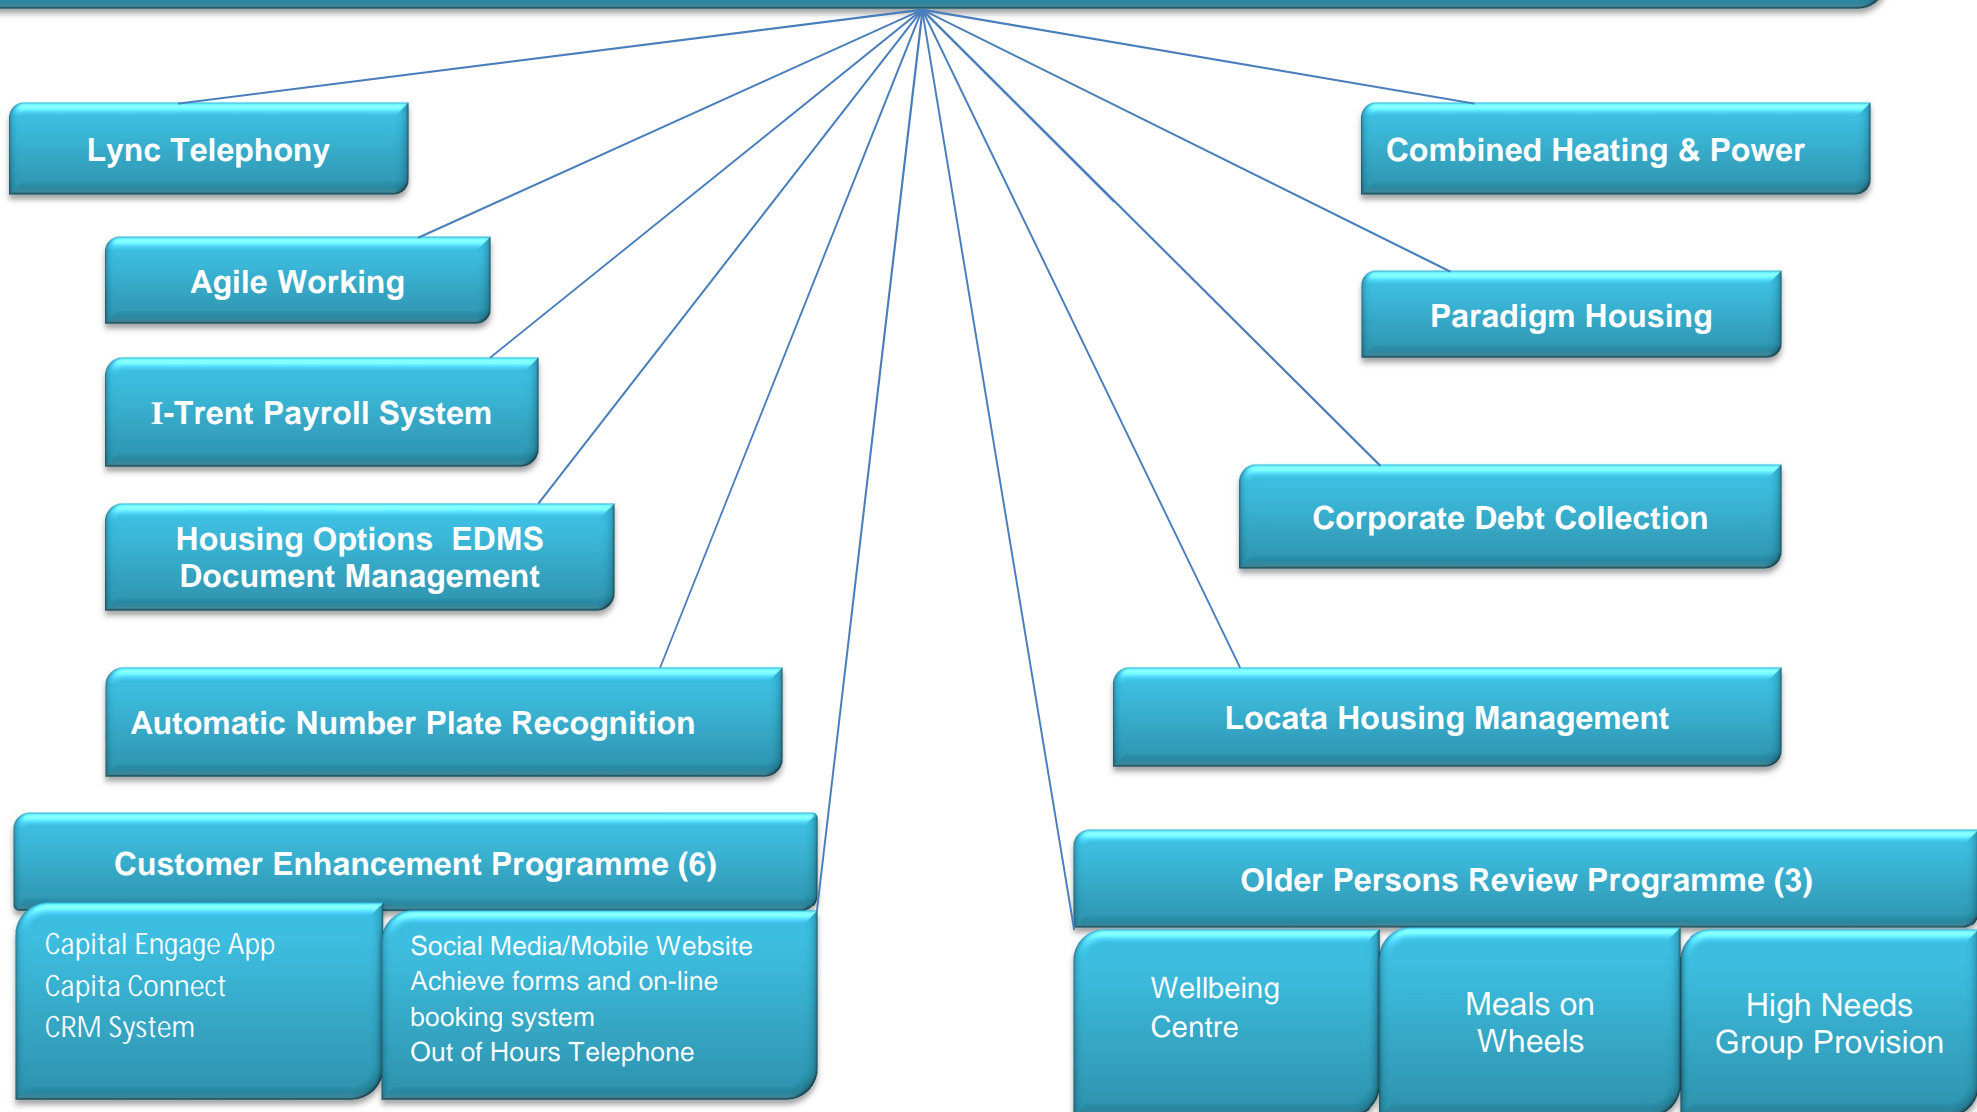 Lync Telephony
Combined Heating & Power
Agile Working
Paradigm Housing
I-Trent Payroll System
Corporate Debt Collection
Housing Options  EDMS
Document Management
Automatic Number Plate Recognition
Locata Housing Management
Customer Enhancement Programme (6)
Capital Engage App
Capita Connect
CRM System
Social Media/Mobile Website
Achieve forms and on-line
booking system
Out of Hours Telephone
Older Persons Review Programme (3)
Wellbeing
Centre
Meals on
Wheels
High Needs
Group Provision